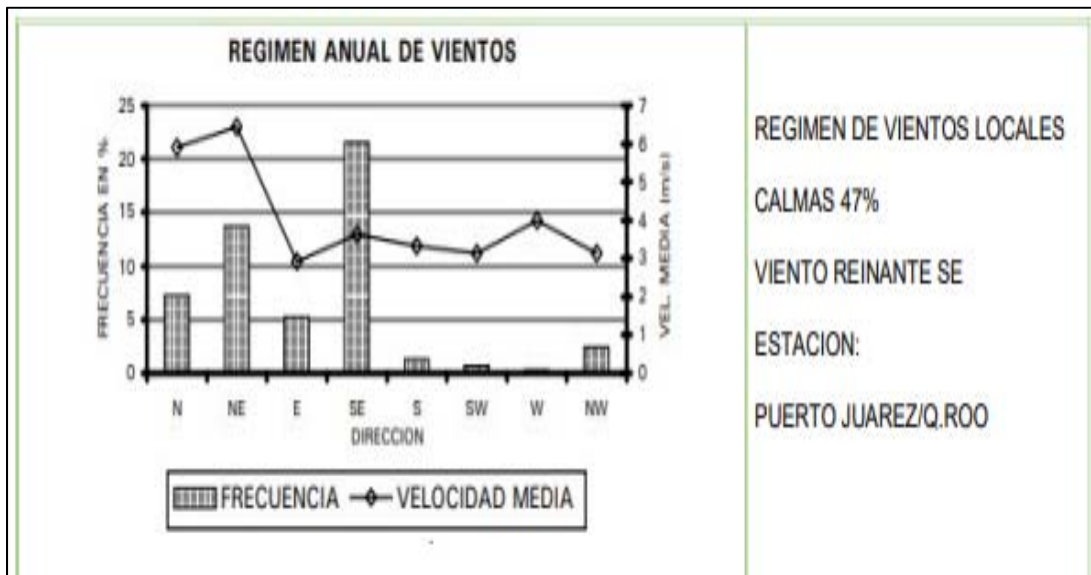 REGIMEN ANUAL DE VIENTOS
FRECUENCIA EN %
25
20
15
10
5
0
7
6
5
4
3
2
1
0
VEL. MEDIA (m/s)
N NE E SE S SW W NW
DIRECCION
FRECUENCIA VELOCIDAD MEDIA
REGIMEN DE VIENTOS LOCALES
CALMAS 47%
VIENTO REINANTE SE
ESTACION:
PUERTO JUAREZ/Q.ROO